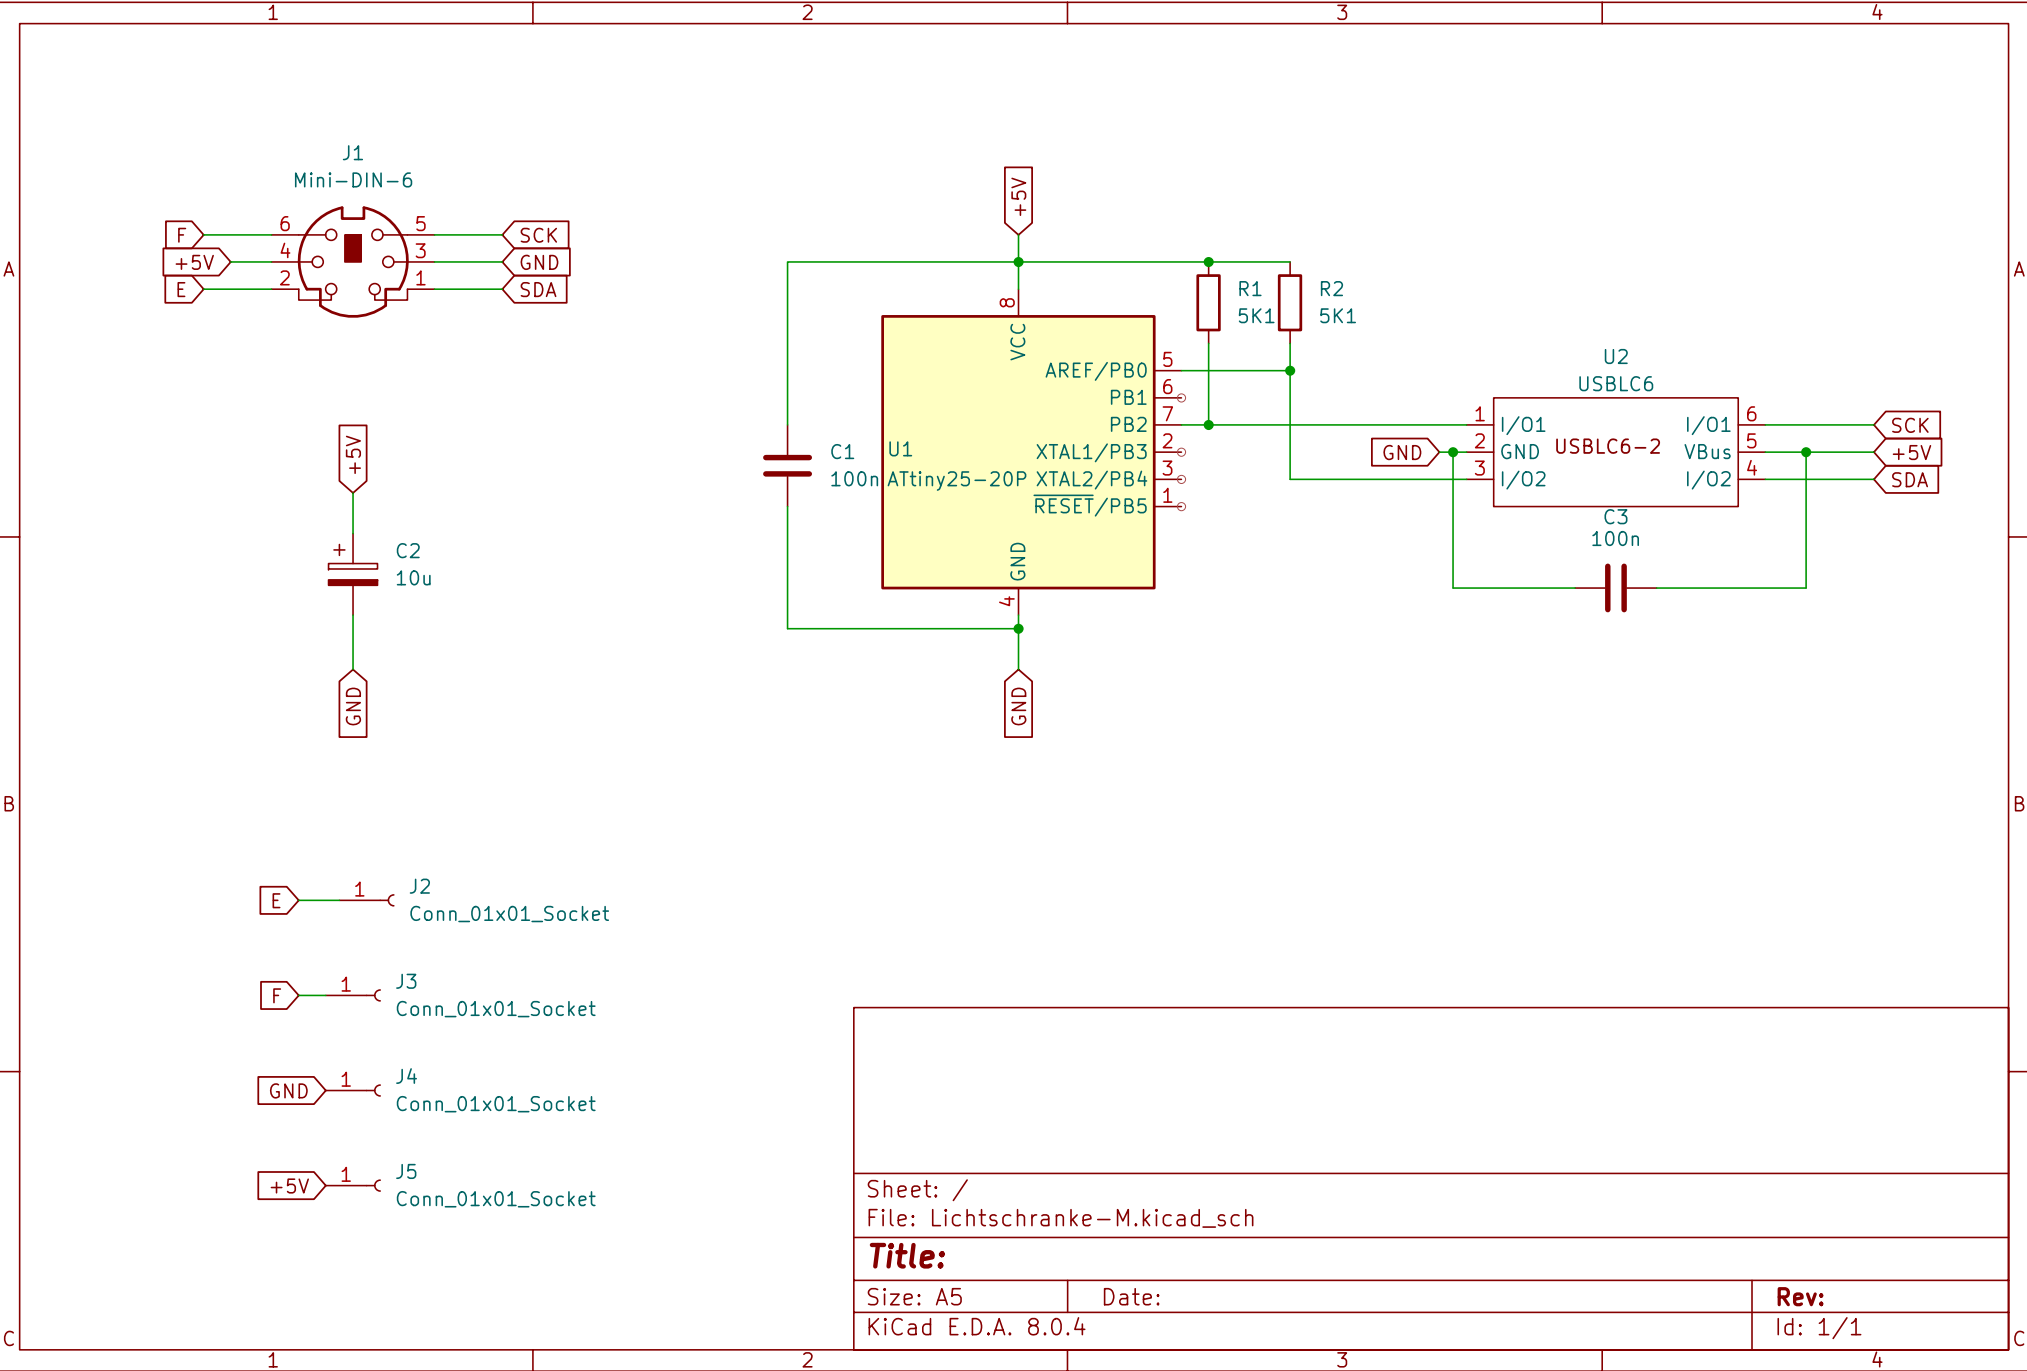 1 2 3 4
A A
J1
Mini-DIN-6
F 6 5 SCK
+5V 4 3 GND
E 2 1 SDA
+5V
8
VCC
R1
5K1
R2
5K1
AREF/PB0 5
PB1 6
PB2 7
XTAL1/PB3 2
XTAL2/PB4 3
RESET/PB5 1
U1
ATtiny25-20P
C1
100n
GND
4
GND
U2
USBLC6
1 I/O1 I/O1 6 SCK
GND 2 GND USBLC6-2 VBus 5 +5V
3 I/O2 I/O2 4 SDA
C3
100n
+5V
+
C2
10u
GND
B B
E 1 J2
Conn_01x01_Socket
F 1 J3
Conn_01x01_Socket
GND 1 J4
Conn_01x01_Socket
+5V 1 J5
Conn_01x01_Socket
Sheet: /
File: Lichtschranke-M.kicad_sch
Title:
Size: A5 Date: Rev:
KiCad E.D.A. 8.0.4 Id: 1/1
C C
1 2 3 4